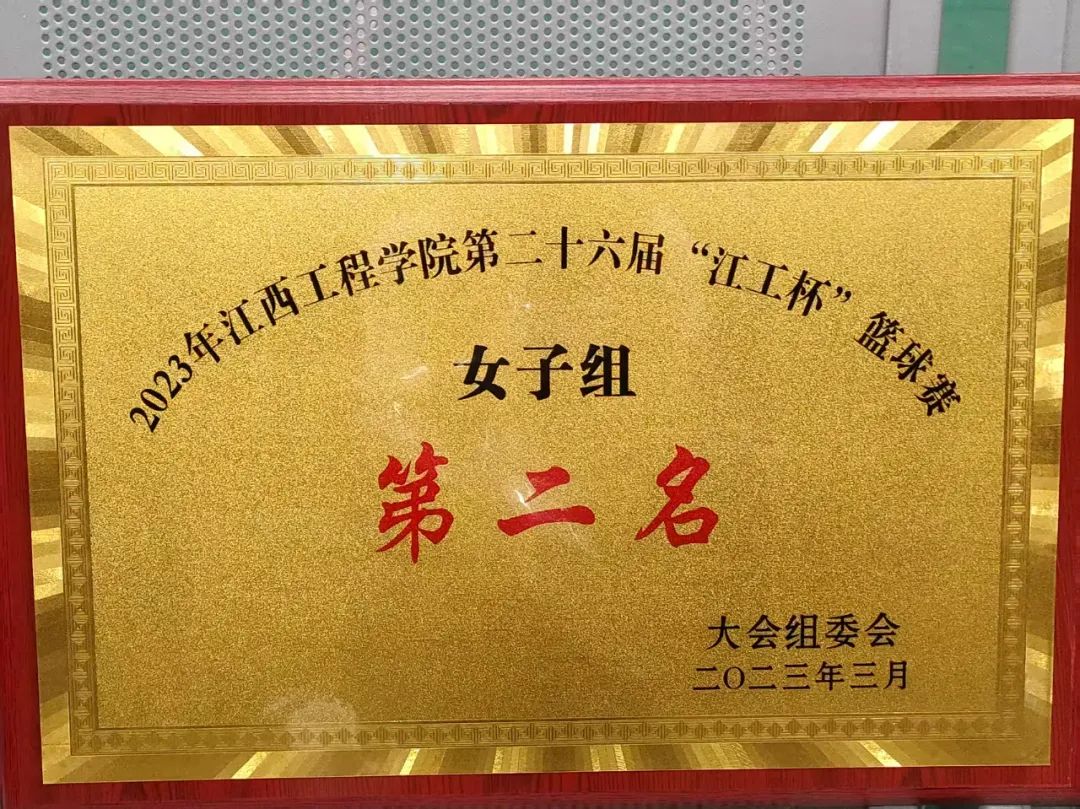 2023年江西工程学院第二十六届“江工杯”篮球赛
女子组
第二名
大会组委会
二〇二三年三月